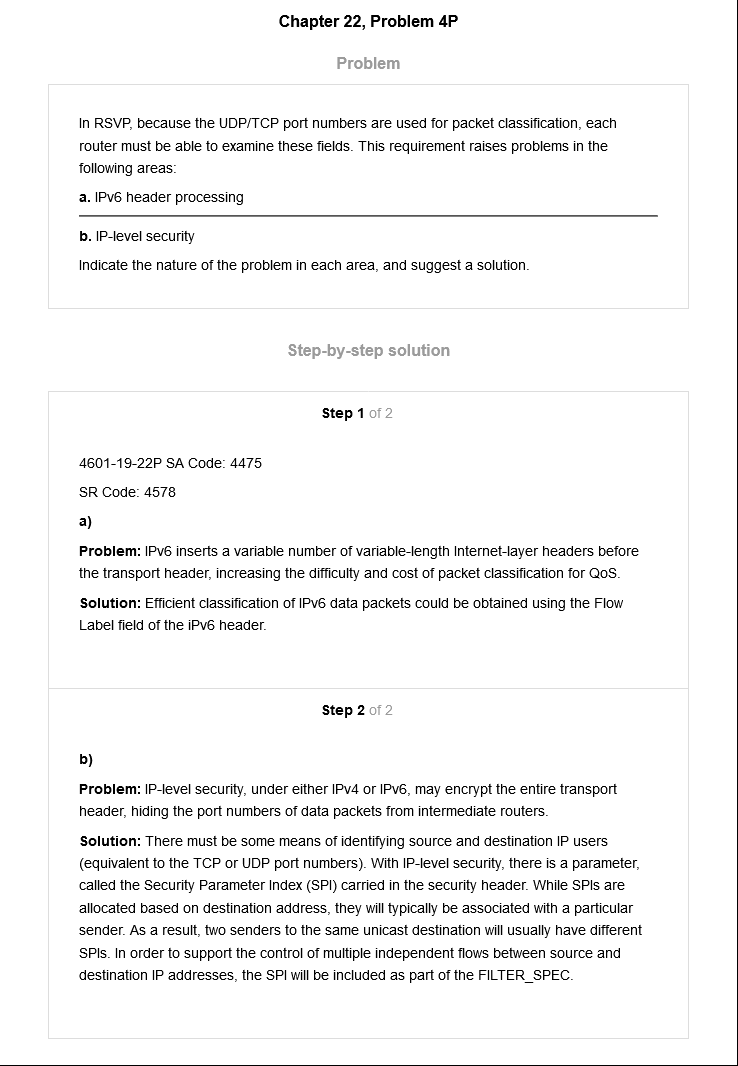 Chapter 22, Problem 4P
Problem
In RSVP, because the UDP/TCP port numbers are used for packet classification, each
router must be able to examine these fields. This requirement raises problems in the
following areas:
a. IPv6 header processing
b. IP-level security
Indicate the nature of the problem in each area, and suggest a solution.
Step-by-step solution
Step 1 of 2
4601-19-22P SA Code: 4475
SR Code: 4578
a)
Problem: IPv6 inserts a variable number of variable-length Internet-layer headers before
the transport header, increasing the difficulty and cost of packet classification for QoS.
Solution: Efficient classification of IPv6 data packets could be obtained using the Flow
Label field of the iPv6 header.
Step 2 of 2
b)
Problem: IP-level security, under either IPv4 or IPv6, may encrypt the entire transport
header, hiding the port numbers of data packets from intermediate routers.
Solution: There must be some means of identifying source and destination IP users
(equivalent to the TCP or UDP port numbers). With IP-level security, there is a parameter,
called the Security Parameter Index (SPI) carried in the security header. While SPIs are
allocated based on destination address, they will typically be associated with a particular
sender. As a result, two senders to the same unicast destination will usually have different
SPIs. In order to support the control of multiple independent flows between source and
destination IP addresses, the SPI will be included as part of the FILTER_SPEC.